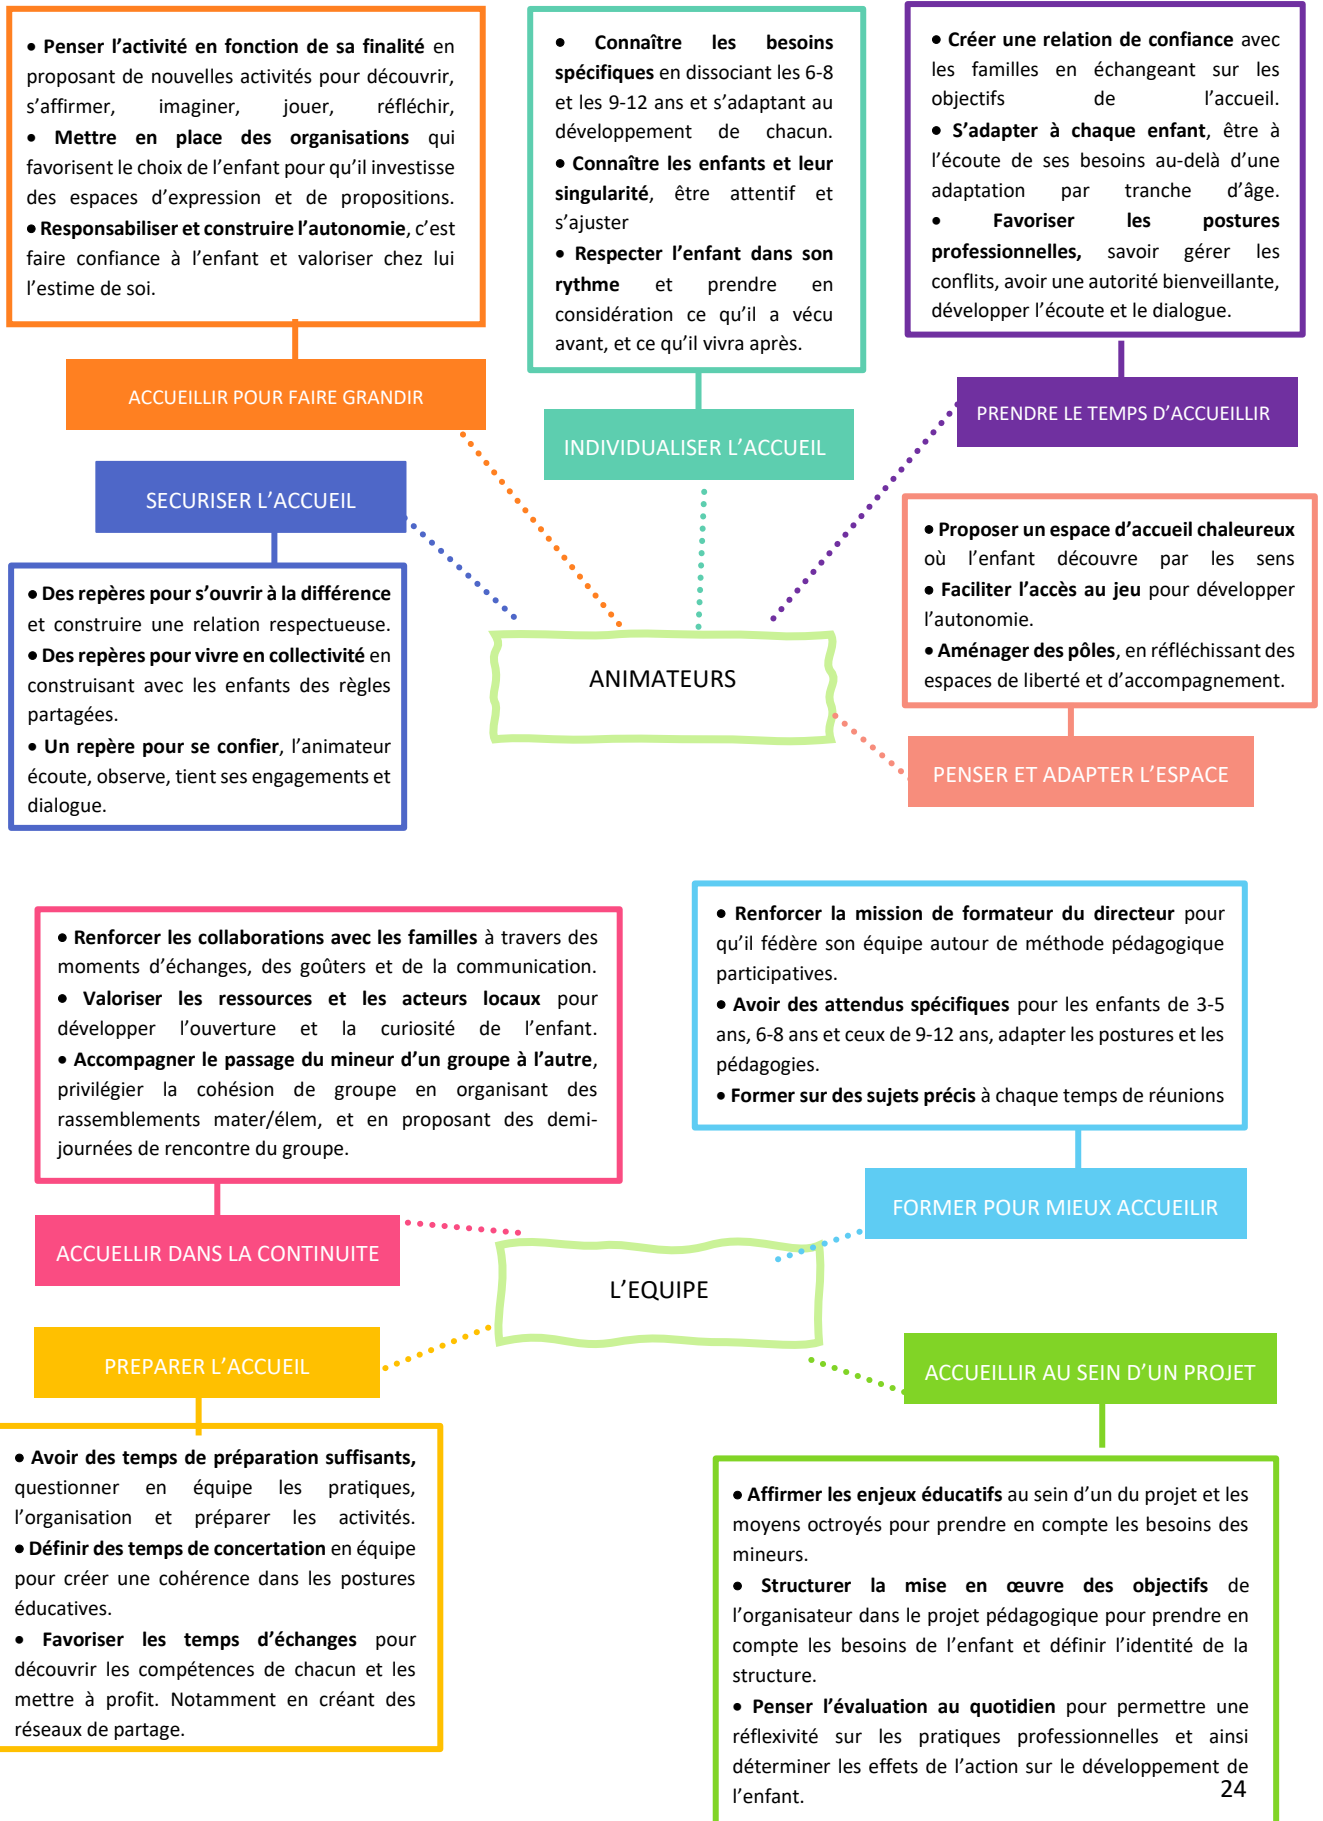 • Penser l’activité en fonction de sa finalité en
proposant de nouvelles activités pour découvrir,
s’affirmer, imaginer, jouer, réfléchir,
• Mettre en place des organisations qui
favorisent le choix de l’enfant pour qu’il investisse
des espaces d’expression et de propositions.
• Responsabiliser et construire l’autonomie, c’est
faire confiance à l’enfant et valoriser chez lui
l’estime de soi.
ACCUEILLIR POUR FAIRE GRANDIR
• Connaître les besoins
spécifiques en dissociant les 6-8
et les 9-12 ans et s’adaptant au
développement de chacun.
• Connaître les enfants et leur
singularité, être attentif et
s’ajuster
• Respecter l’enfant dans son
rythme et prendre en
considération ce qu’il a vécu
avant, et ce qu’il vivra après.
INDIVIDUALISER L’ACCUEIL
• Créer une relation de confiance avec
les familles en échangeant sur les
objectifs de l’accueil.
• S’adapter à chaque enfant, être à
l’écoute de ses besoins au-delà d’une
adaptation par tranche d’âge.
• Favoriser les postures
professionnelles, savoir gérer les
conflits, avoir une autorité bienveillante,
développer l’écoute et le dialogue.
PRENDRE LE TEMPS D’ACCUEILLIR
SECURISER L’ACCUEIL
• Des repères pour s’ouvrir à la différence
et construire une relation respectueuse.
• Des repères pour vivre en collectivité en
construisant avec les enfants des règles
partagées.
• Un repère pour se confier, l’animateur
écoute, observe, tient ses engagements et
dialogue.
ANIMATEURS
• Proposer un espace d’accueil chaleureux
où l’enfant découvre par les sens
• Faciliter l’accès au jeu pour développer
l’autonomie.
• Aménager des pôles, en réfléchissant des
espaces de liberté et d’accompagnement.
PENSER ET ADAPTER L’ESPACE
• Renforcer les collaborations avec les familles à travers des
moments d’échanges, des goûters et de la communication.
• Valoriser les ressources et les acteurs locaux pour
développer l’ouverture et la curiosité de l’enfant.
• Accompagner le passage du mineur d’un groupe à l’autre,
privilégier la cohésion de groupe en organisant des
rassemblements mater/élem, et en proposant des demi-
journées de rencontre du groupe.
ACCUELLIR DANS LA CONTINUITE
• Renforcer la mission de formateur du directeur pour
qu’il fédère son équipe autour de méthode pédagogique
participatives.
• Avoir des attendus spécifiques pour les enfants de 3-5
ans, 6-8 ans et ceux de 9-12 ans, adapter les postures et les
pédagogies.
• Former sur des sujets précis à chaque temps de réunions
FORMER POUR MIEUX ACCUEILIR
L’EQUIPE
PREPARER L’ACCUEIL
• Avoir des temps de préparation suffisants,
questionner en équipe les pratiques,
l’organisation et préparer les activités.
• Définir des temps de concertation en équipe
pour créer une cohérence dans les postures
éducatives.
• Favoriser les temps d’échanges pour
découvrir les compétences de chacun et les
mettre à profit. Notamment en créant des
réseaux de partage.
ACCUEILLIR AU SEIN D’UN PROJET
• Affirmer les enjeux éducatifs au sein d’un du projet et les
moyens octroyés pour prendre en compte les besoins des
mineurs.
• Structurer la mise en œuvre des objectifs de
l’organisateur dans le projet pédagogique pour prendre en
compte les besoins de l’enfant et définir l’identité de la
structure.
• Penser l’évaluation au quotidien pour permettre une
réflexivité sur les pratiques professionnelles et ainsi
déterminer les effets de l’action sur le développement de
l’enfant.
24